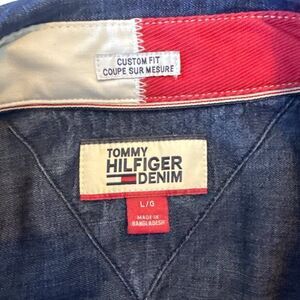 CUSTOM FIT
COUPE SUR MESURE
TOMMY
HILFIGER
DENIM
L/G
MADE IN
BANGLADESH